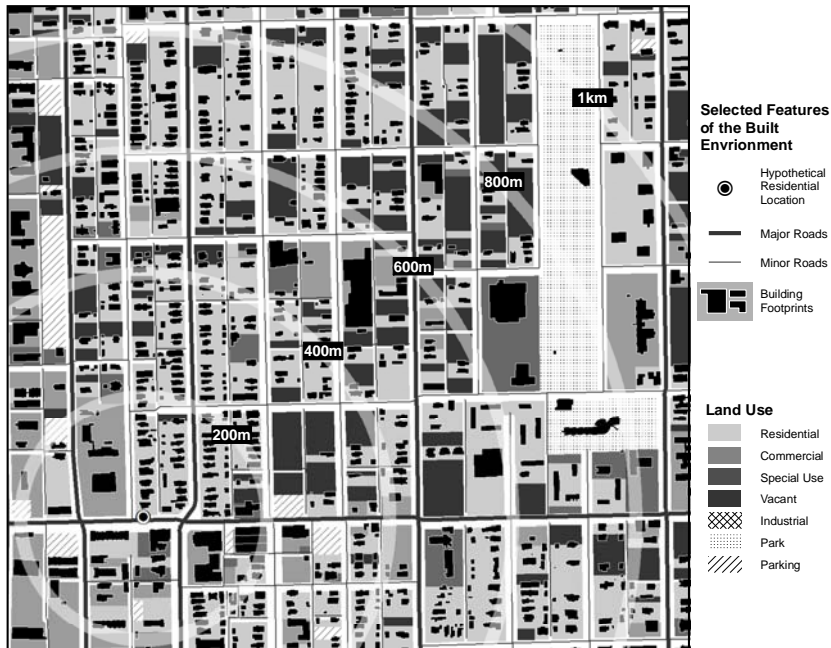 1km
800m
600m
400m
200m
Selected Features
of the Built
Envrionment
Hypothetical
Residential
Location
Major Roads
Minor Roads
Building
Footprints
Land Use
Residential
Commercial
Special Use
Vacant
Industrial
Park
Parking